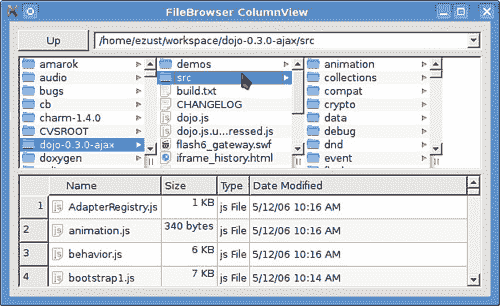 FileBrowser ColumnView
Up
/home/ezust/workspace/dojo-0.3.0-ajax/src
amarok
audio
bugs
cb
charm-1.4.0
CVSROOT
dojo-0.3.0-ajax
doxygen
demos
src
build.txt
CHANGELOG
dojo.js
dojo.js.u...ressed.js
flash6_gateway.swf
iframe_history.html
animation
collections
compat
crypto
data
debug
dnd
event
Name Size Type Date Modified
1 AdapterRegistry.js 1 KB js File 5/12/06 10:16 AM
2 animation.js 340 bytes js File 5/12/06 10:16 AM
3 behavior.js 6 KB js File 5/12/06 10:16 AM
4 bootstrap1.js 7 KB js File 5/12/06 10:14 AM